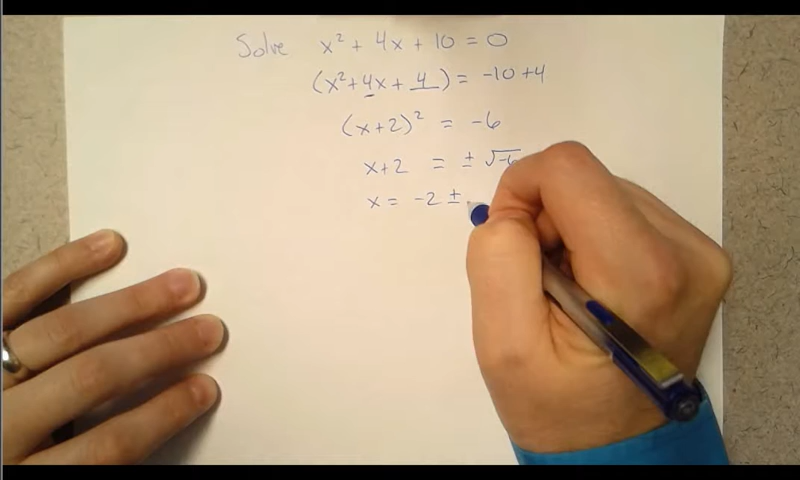 Solve x² + 4x + 10 = 0
(x² + 4x + 4) = -10 + 4
(x+2)² = -6
x+2 = ± √-6
x = -2 ±